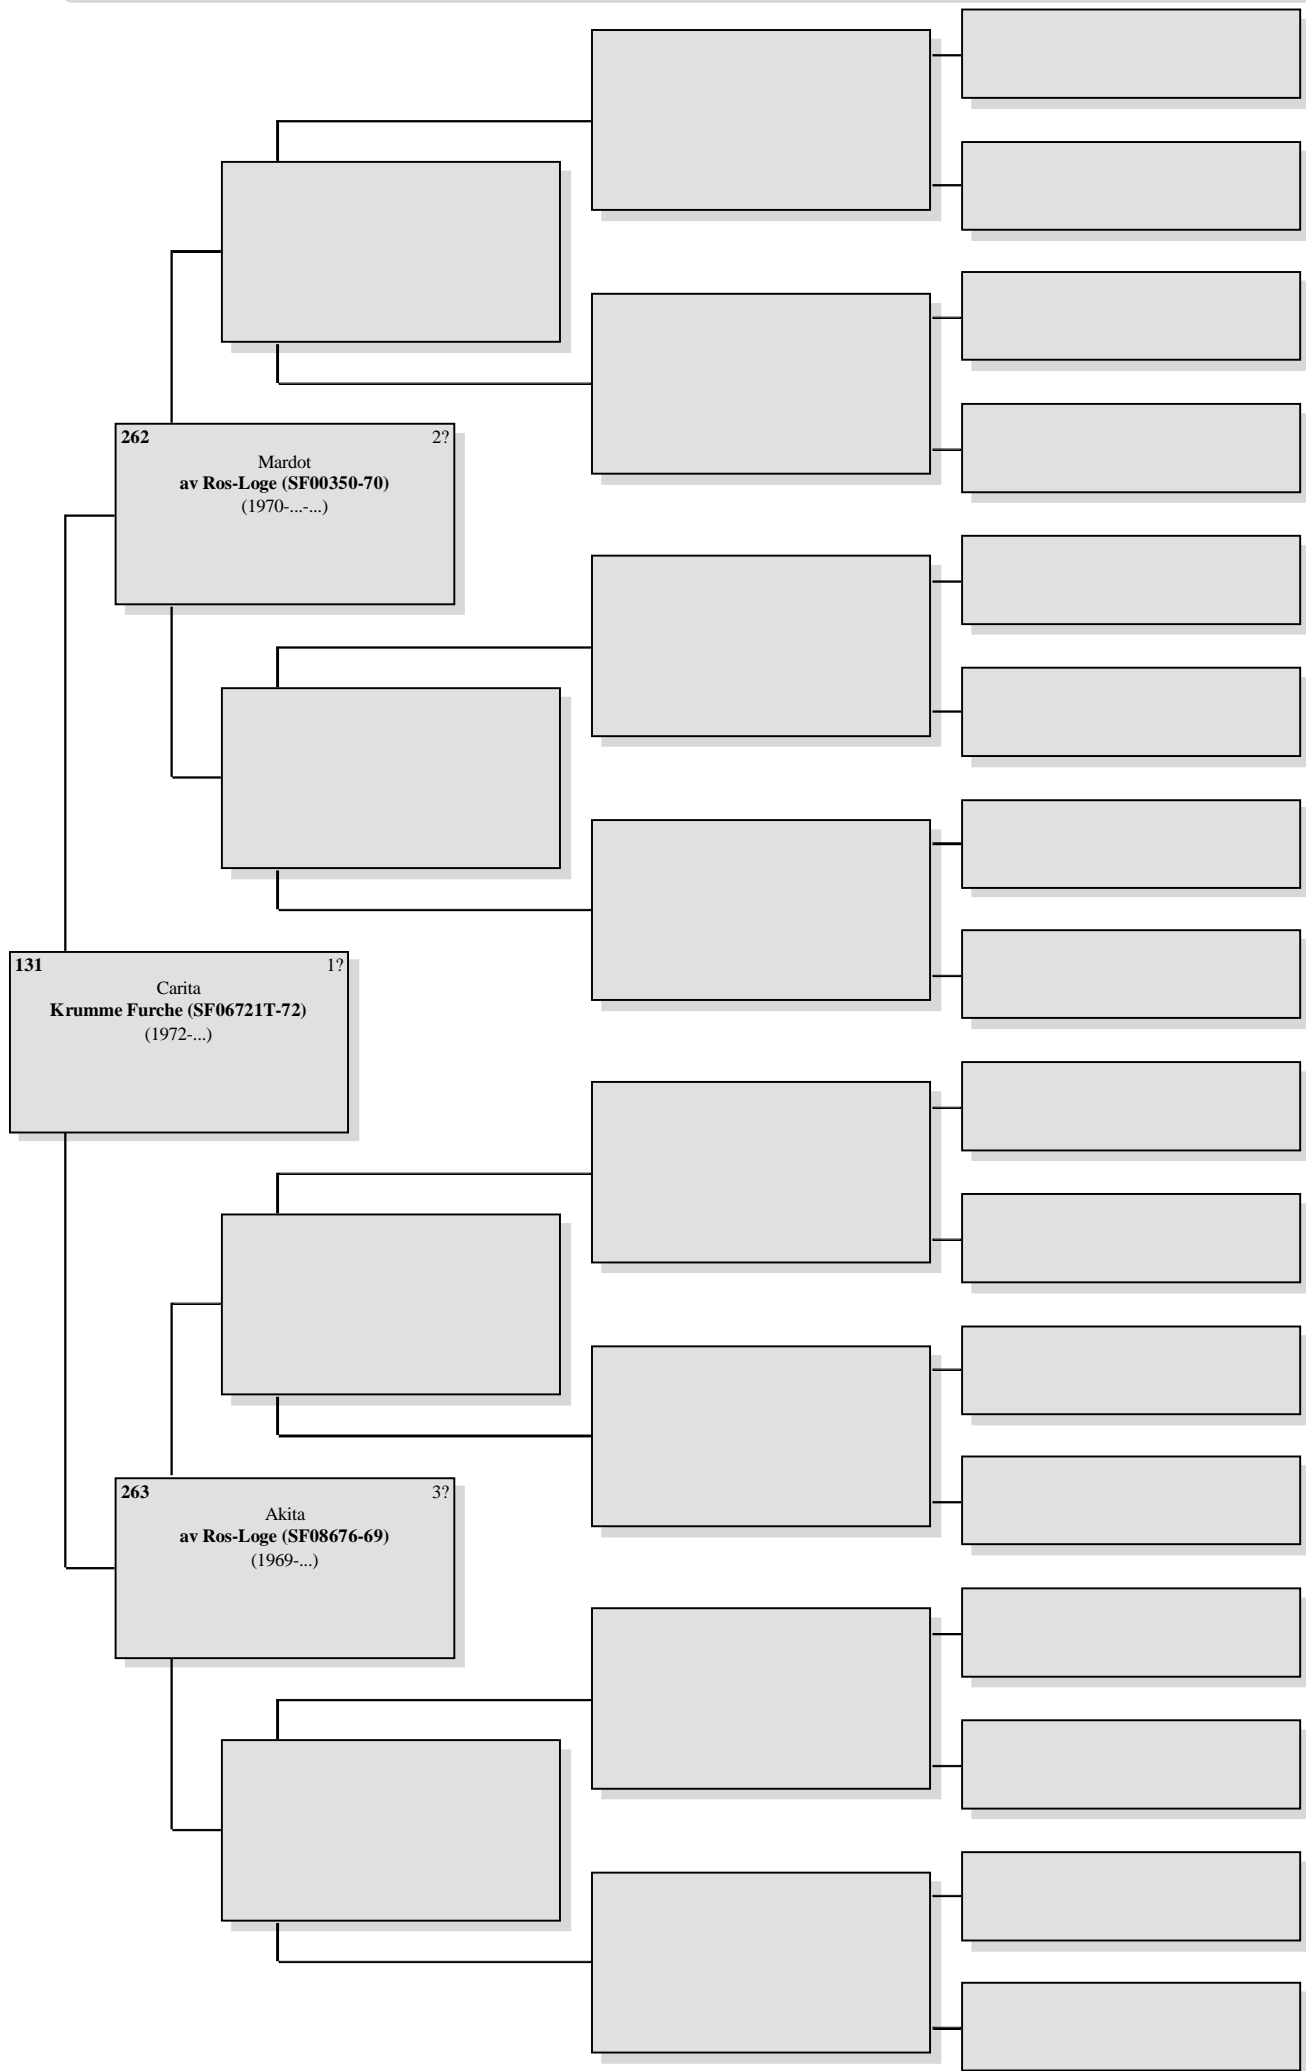 262 2?
Mardot
av Ros-Loge (SF00350-70)
(1970-...-...)
131 1?
Carita
Krumme Furche (SF06721T-72)
(1972-...)
263 3?
Akita
av Ros-Loge (SF08676-69)
(1969-...)